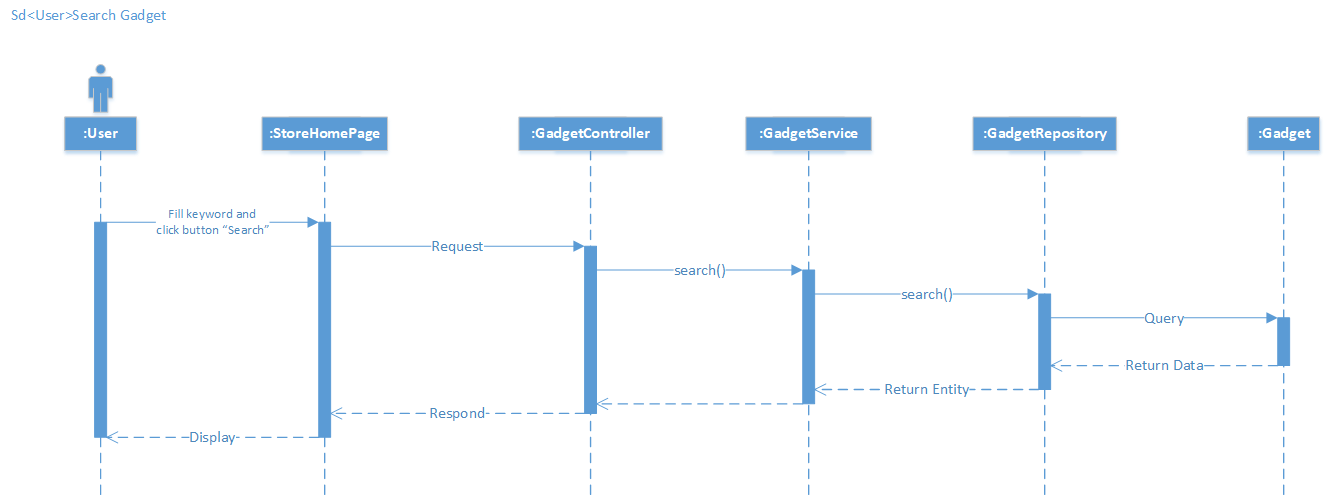 Sd<User>Search Gadget
:User
:StoreHomePage
:GadgetController
:GadgetService
:GadgetRepository
:Gadget
Fill keyword and
click button “Search”
Request
search()
search()
Query
Return Data
Return Entity
Respond
Display